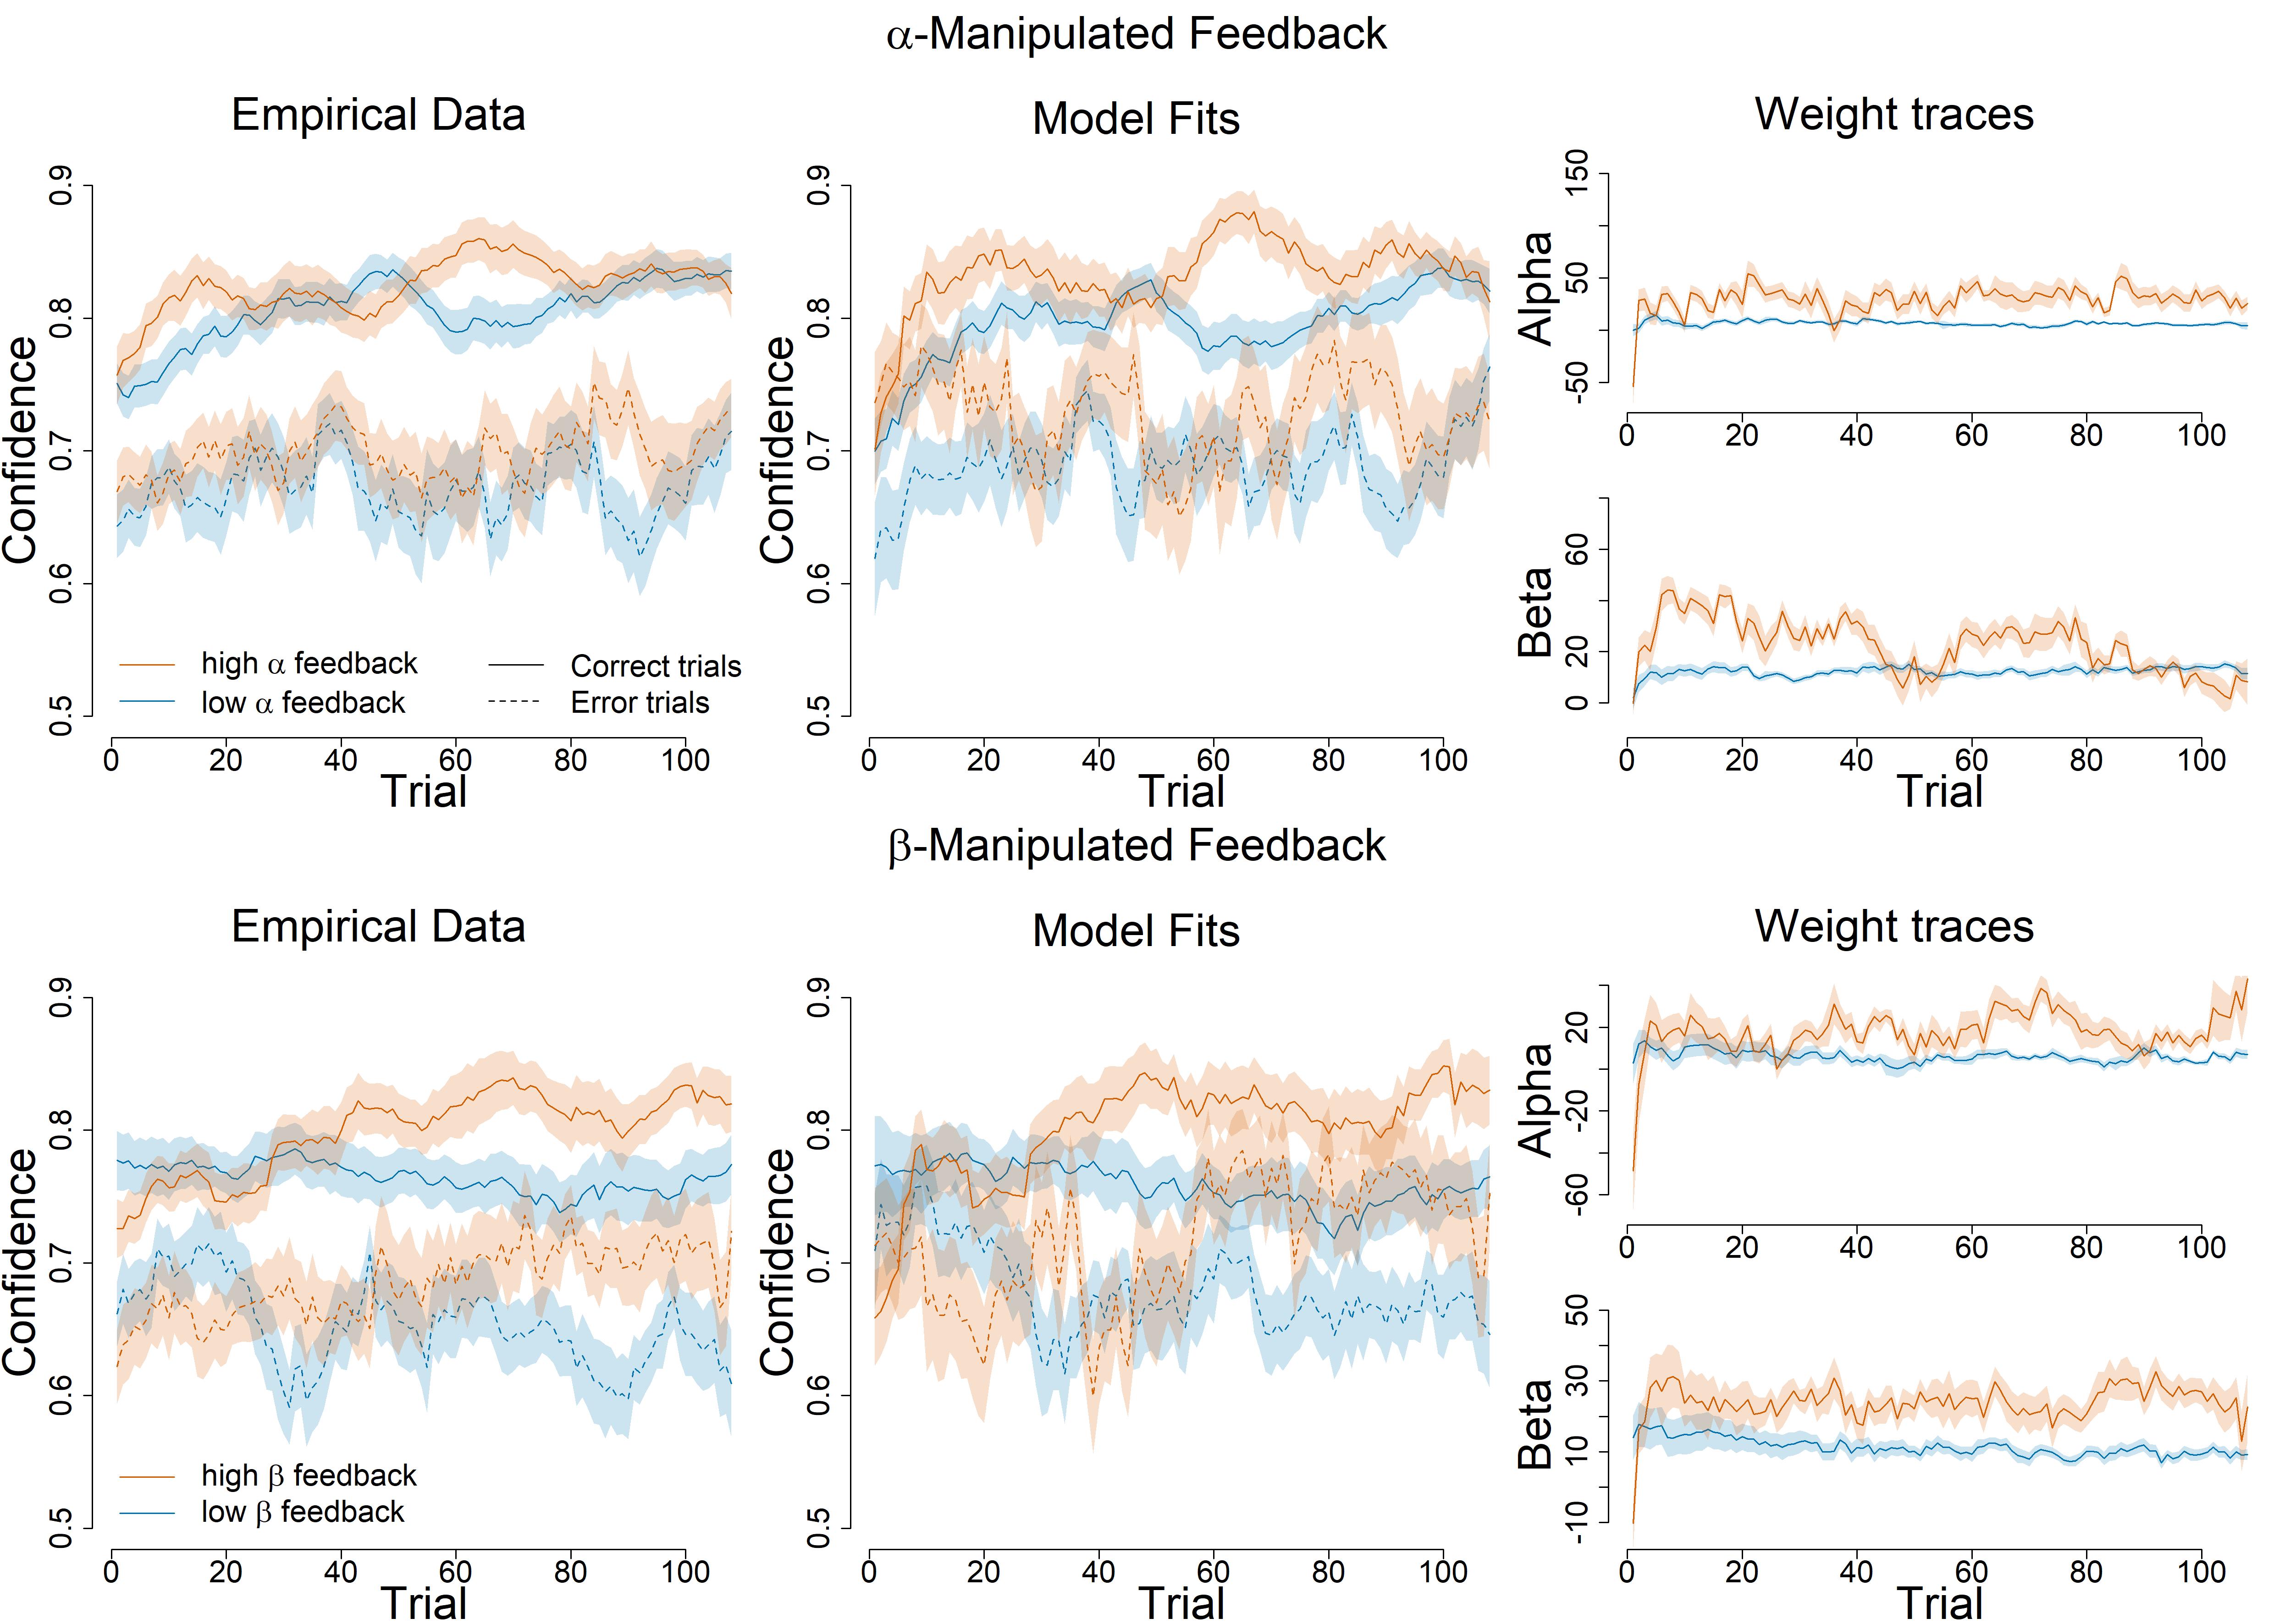 α-Manipulated Feedback
Empirical Data
Model Fits
Weight traces
Confidence
0.5 0.6 0.7 0.8 0.9
high α feedback
low α feedback
Correct trials
Error trials
0 20 40 60 80 100
Trial
Confidence
0.5 0.6 0.7 0.8 0.9
0 20 40 60 80 100
Trial
Alpha
-50 50 150
0 20 40 60 80 100
Beta
0 20 60
0 20 40 60 80 100
Trial
β-Manipulated Feedback
Empirical Data
Model Fits
Weight traces
Confidence
0.5 0.6 0.7 0.8 0.9
high β feedback
low β feedback
0 20 40 60 80 100
Trial
Confidence
0.5 0.6 0.7 0.8 0.9
0 20 40 60 80 100
Trial
Alpha
-60 -20 20
0 20 40 60 80 100
Beta
-10 10 30 50
0 20 40 60 80 100
Trial